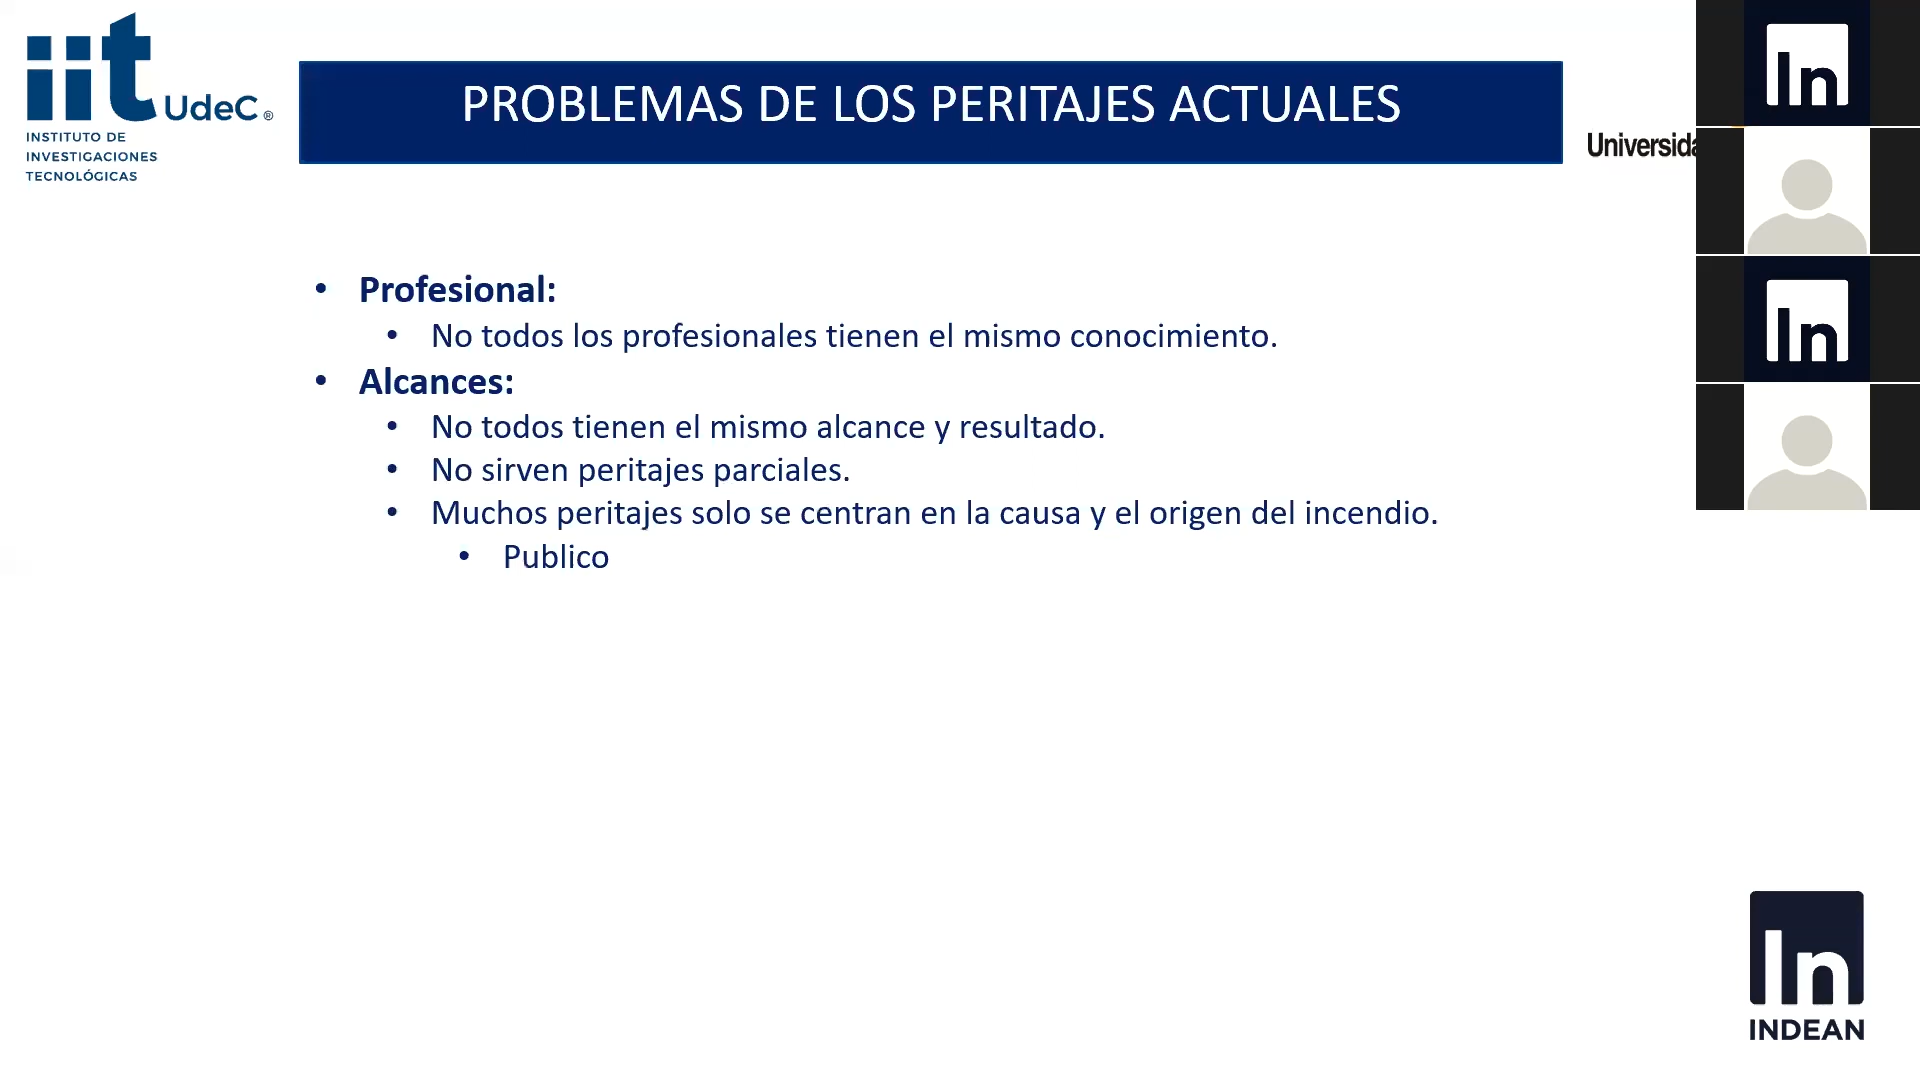 iit UdeC ®
INSTITUTO DE
INVESTIGACIONES
TECNOLÓGICAS
PROBLEMAS DE LOS PERITAJES ACTUALES
In
In
• Profesional:
• No todos los profesionales tienen el mismo conocimiento.
• Alcances:
• No todos tienen el mismo alcance y resultado.
• No sirven peritajes parciales.
• Muchos peritajes solo se centran en la causa y el origen del incendio.
• Publico
In
INDEAN